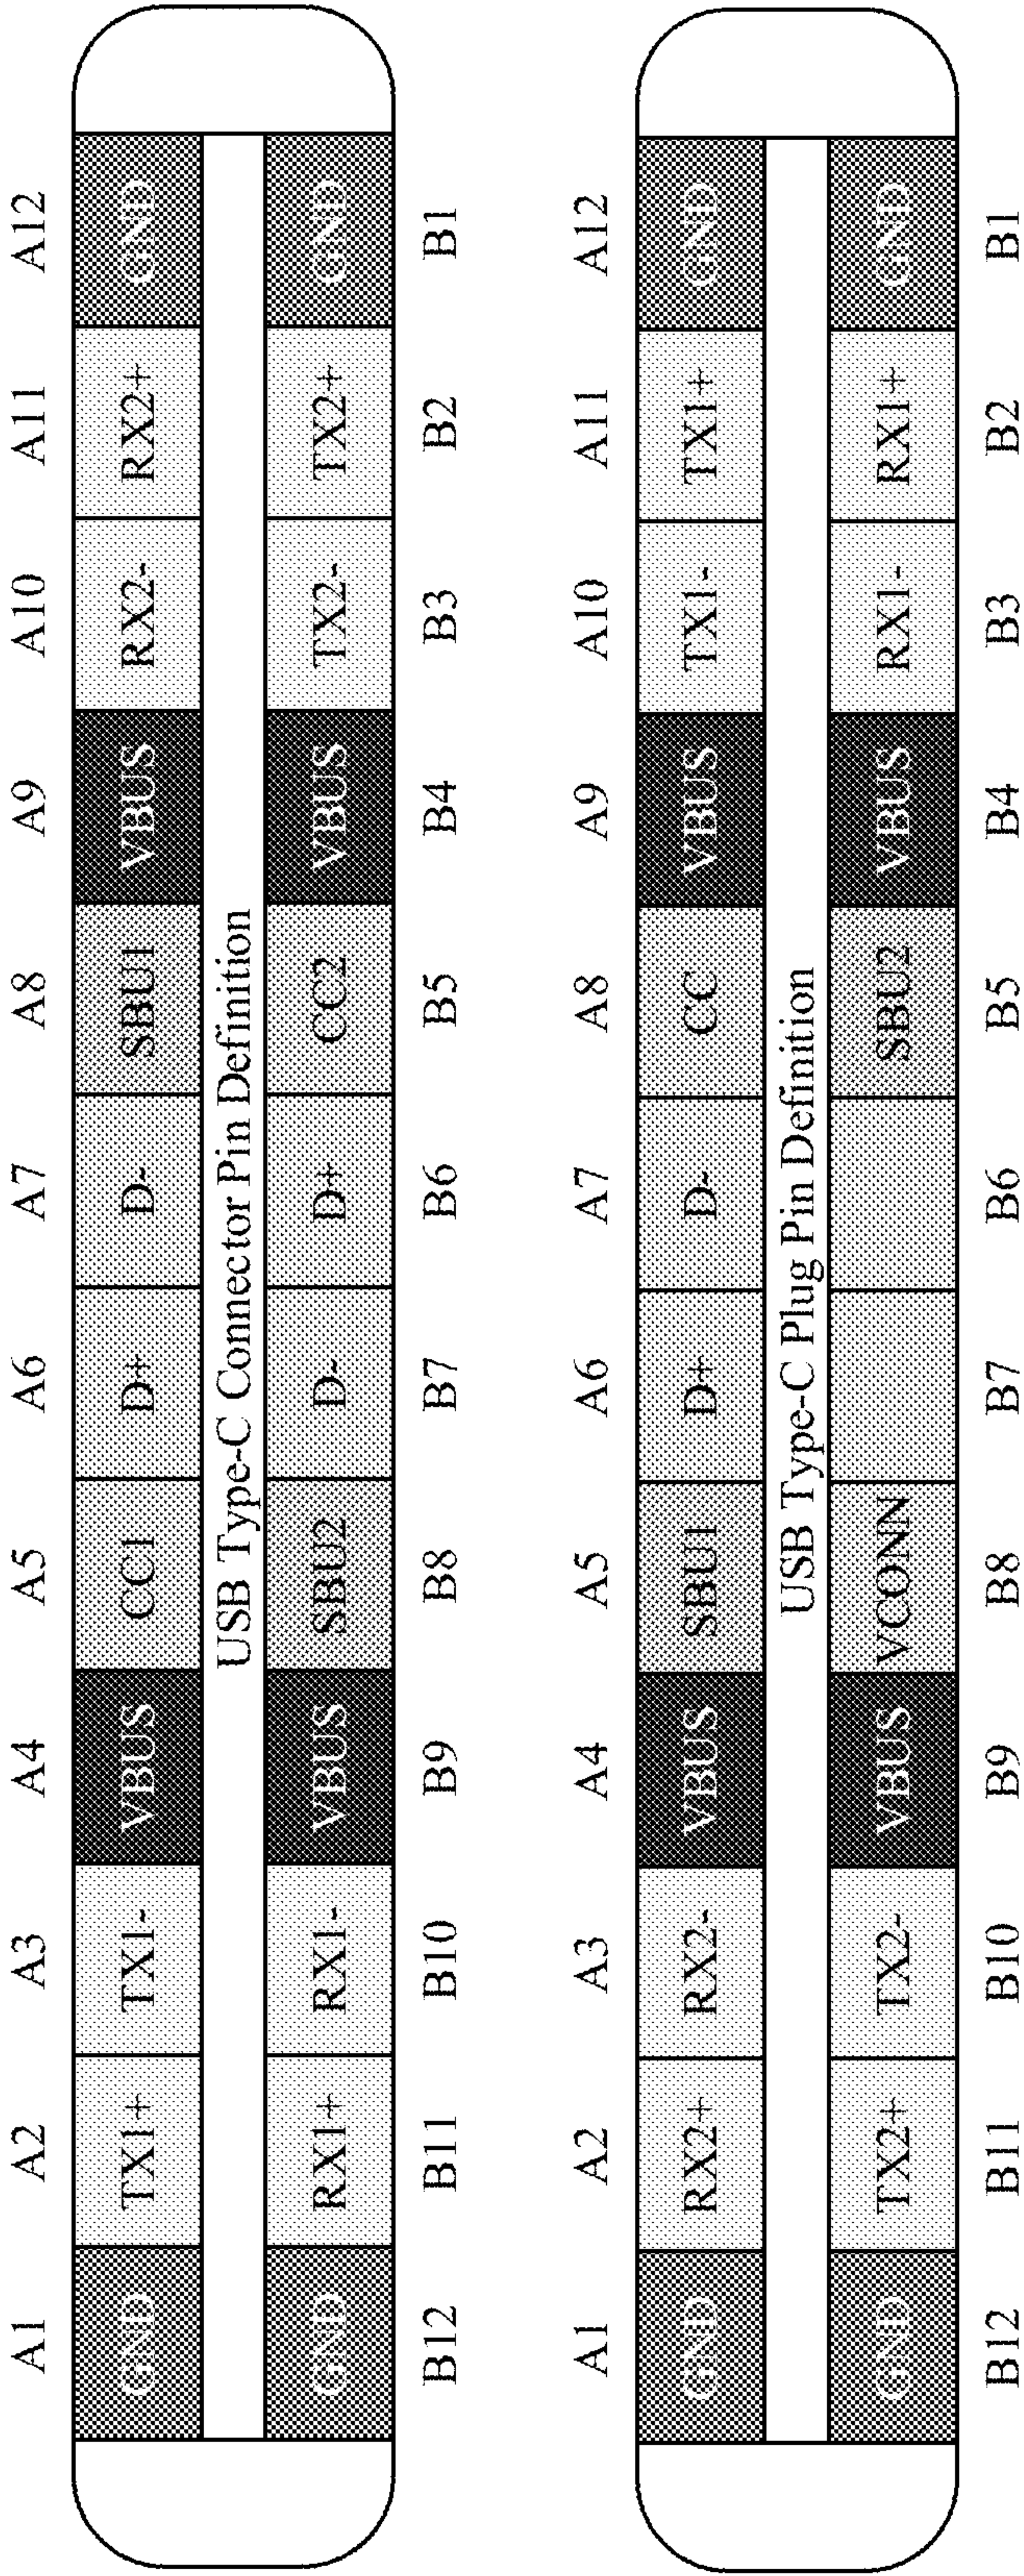 A1 A2 A3 A4 A5 A6 A7 A8 A9 A10 A11 A12
GND TX1+ TX1- VBUS CC1 D+ D- SBU1 VBUS RX2- RX2+ GND
USB Type-C Connector Pin Definition
GND RX1+ RX1- VBUS SBU2 D- D+ CC2 VBUS TX2- TX2+ GND
B12 B11 B10 B9 B8 B7 B6 B5 B4 B3 B2 B1
A1 A2 A3 A4 A5 A6 A7 A8 A9 A10 A11 A12
GND RX2+ RX2- VBUS SBU1 D+ D- CC VBUS TX1- TX1+ GND
USB Type-C Plug Pin Definition
GND TX2+ TX2- VBUS VCONN SBU2 VBUS RX1- RX1+ GND
B12 B11 B10 B9 B8 B7 B6 B5 B4 B3 B2 B1